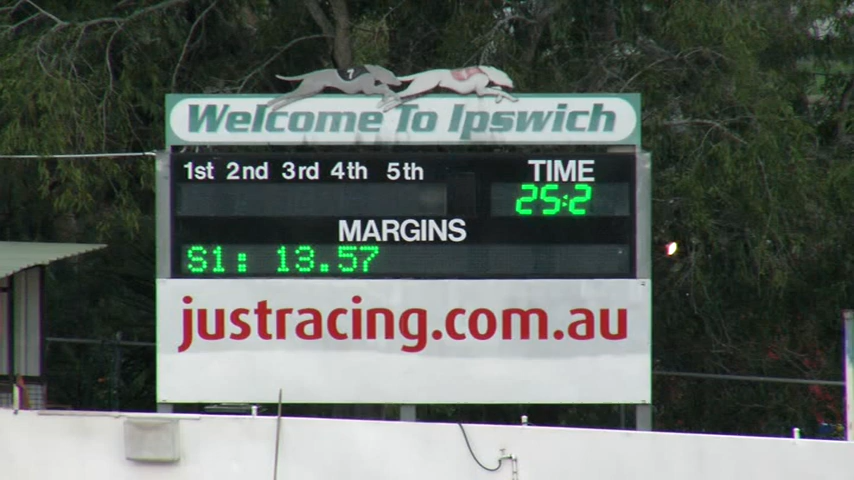 7
Welcome To Ipswich
1st 2nd 3rd 4th 5th TIME
25:2
MARGINS
S1: 13.57
justracing.com.au